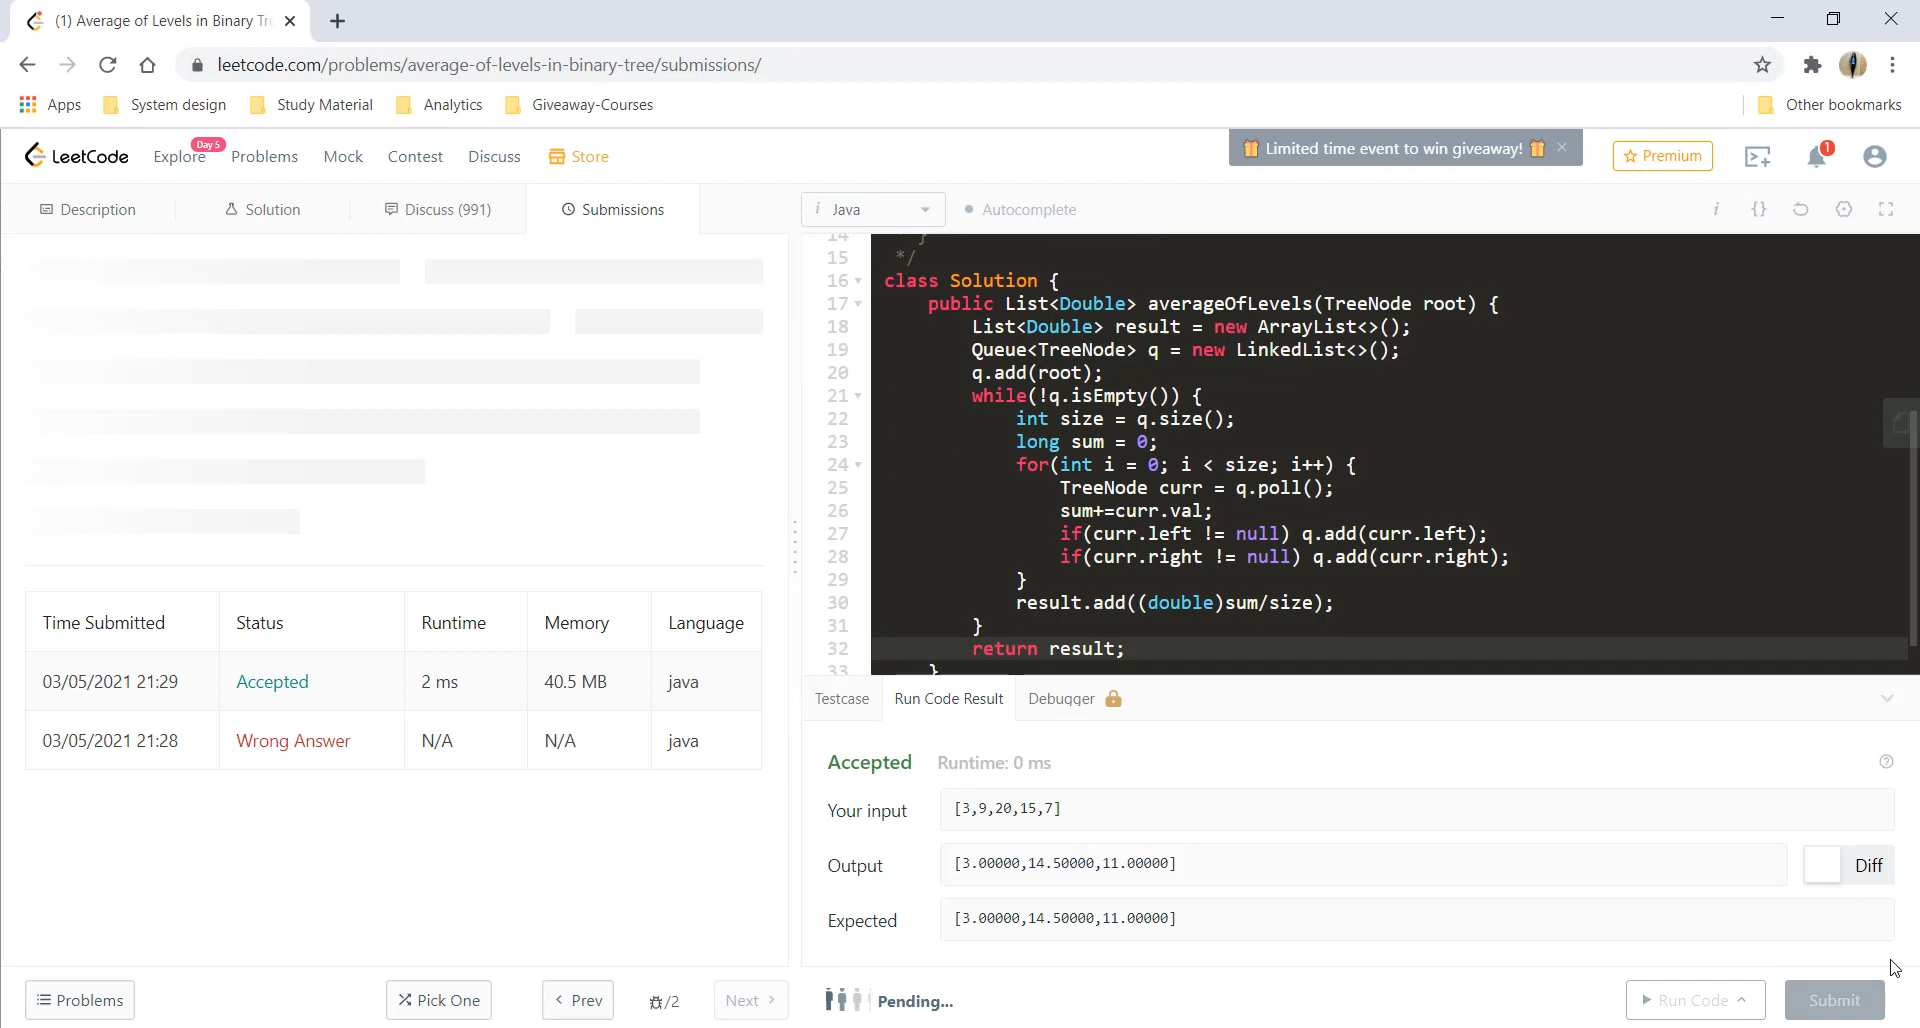 (1) Average of Levels in Binary Tr
leetcode.com/problems/average-of-levels-in-binary-tree/submissions/
Apps System design Study Material Analytics Giveaway-Courses Other bookmarks
LeetCode Explore Day 5 Problems Mock Contest Discuss Store Limited time event to win giveaway! Premium 1
Description Solution Discuss (991) Submissions
i Java Autocomplete i {}
14 }
15 */
16 class Solution {
17 public List<Double> averageOfLevels(TreeNode root) {
18 List<Double> result = new ArrayList<>();
19 Queue<TreeNode> q = new LinkedList<>();
20 q.add(root);
21 while(!q.isEmpty()) {
22 int size = q.size();
23 long sum = 0;
24 for(int i = 0; i < size; i++) {
25 TreeNode curr = q.poll();
26 sum+=curr.val;
27 if(curr.left != null) q.add(curr.left);
28 if(curr.right != null) q.add(curr.right);
29 }
30 result.add((double)sum/size);
31 }
32 return result;
33 }
Time Submitted Status Runtime Memory Language
03/05/2021 21:29 Accepted 2 ms 40.5 MB java
03/05/2021 21:28 Wrong Answer N/A N/A java
Testcase Run Code Result Debugger
Accepted Runtime: 0 ms
Your input [3,9,20,15,7]
Output [3.00000,14.50000,11.00000] Diff
Expected [3.00000,14.50000,11.00000]
Problems Pick One < Prev /2 Next > Pending... Run Code Submit